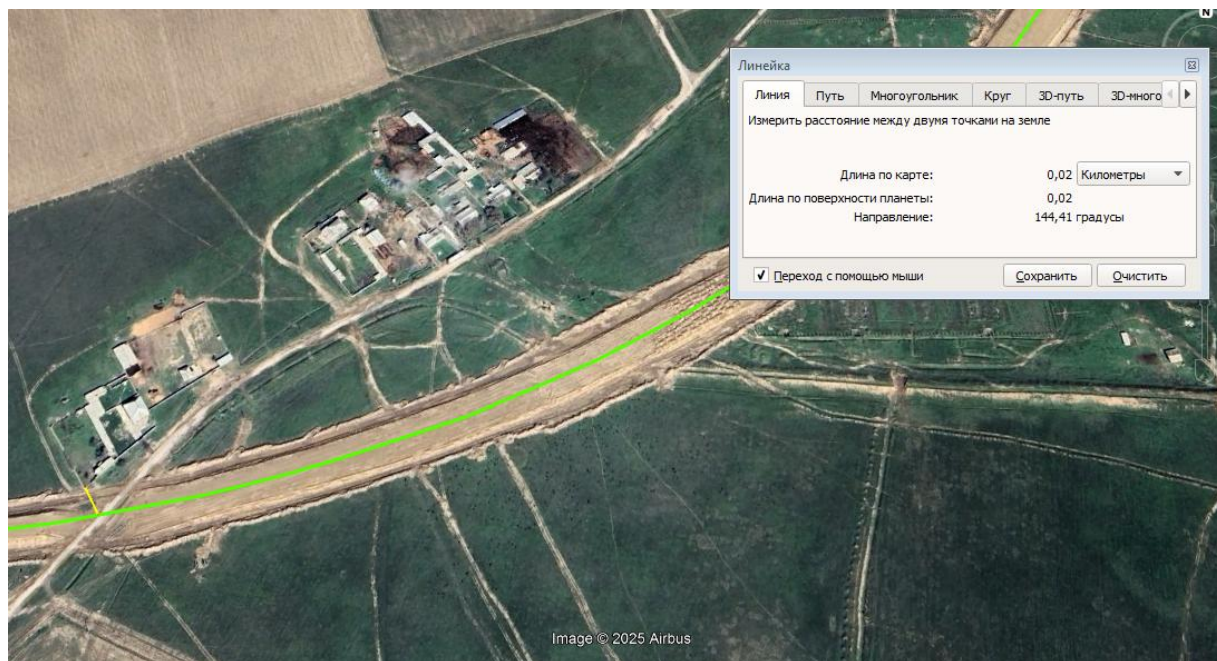 N
Линейка
Линия Путь Многоугольник Круг 3D-путь 3D-много
Измерить расстояние между двумя точками на земле
Длина по карте: 0,02 Километры
Длина по поверхности планеты: 0,02
Направление: 144,41 градусы
Переход с помощью мыши Сохранить Очистить
Image © 2025 Airbus